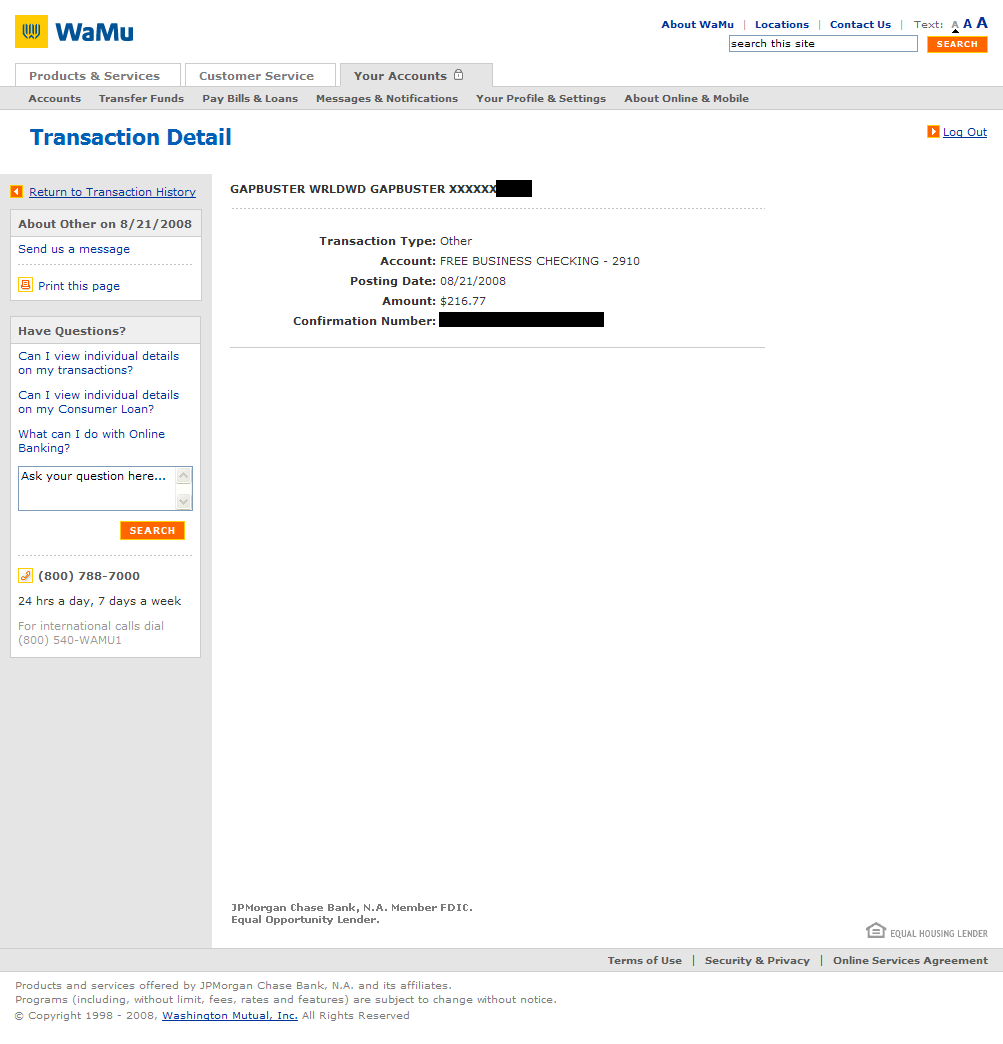 WaMu
About WaMu | Locations | Contact Us | Text: A A A
search this site SEARCH
Products & Services Customer Service Your Accounts
Accounts Transfer Funds Pay Bills & Loans Messages & Notifications Your Profile & Settings About Online & Mobile
Transaction Detail
Log Out
Return to Transaction History
About Other on 8/21/2008
Send us a message
Print this page
Have Questions?
Can I view individual details
on my transactions?
Can I view individual details
on my Consumer Loan?
What can I do with Online
Banking?
Ask your question here...
SEARCH
(800) 788-7000
24 hrs a day, 7 days a week
For international calls dial
(800) 540-WAMU1
GAPBUSTER WRLDWD GAPBUSTER XXXXXX
Transaction Type: Other
Account: FREE BUSINESS CHECKING - 2910
Posting Date: 08/21/2008
Amount: $216.77
Confirmation Number:
JPMorgan Chase Bank, N.A. Member FDIC.
Equal Opportunity Lender.
EQUAL HOUSING LENDER
Terms of Use | Security & Privacy | Online Services Agreement
Products and services offered by JPMorgan Chase Bank, N.A. and its affiliates.
Programs (including, without limit, fees, rates and features) are subject to change without notice.
© Copyright 1998 - 2008, Washington Mutual, Inc. All Rights Reserved